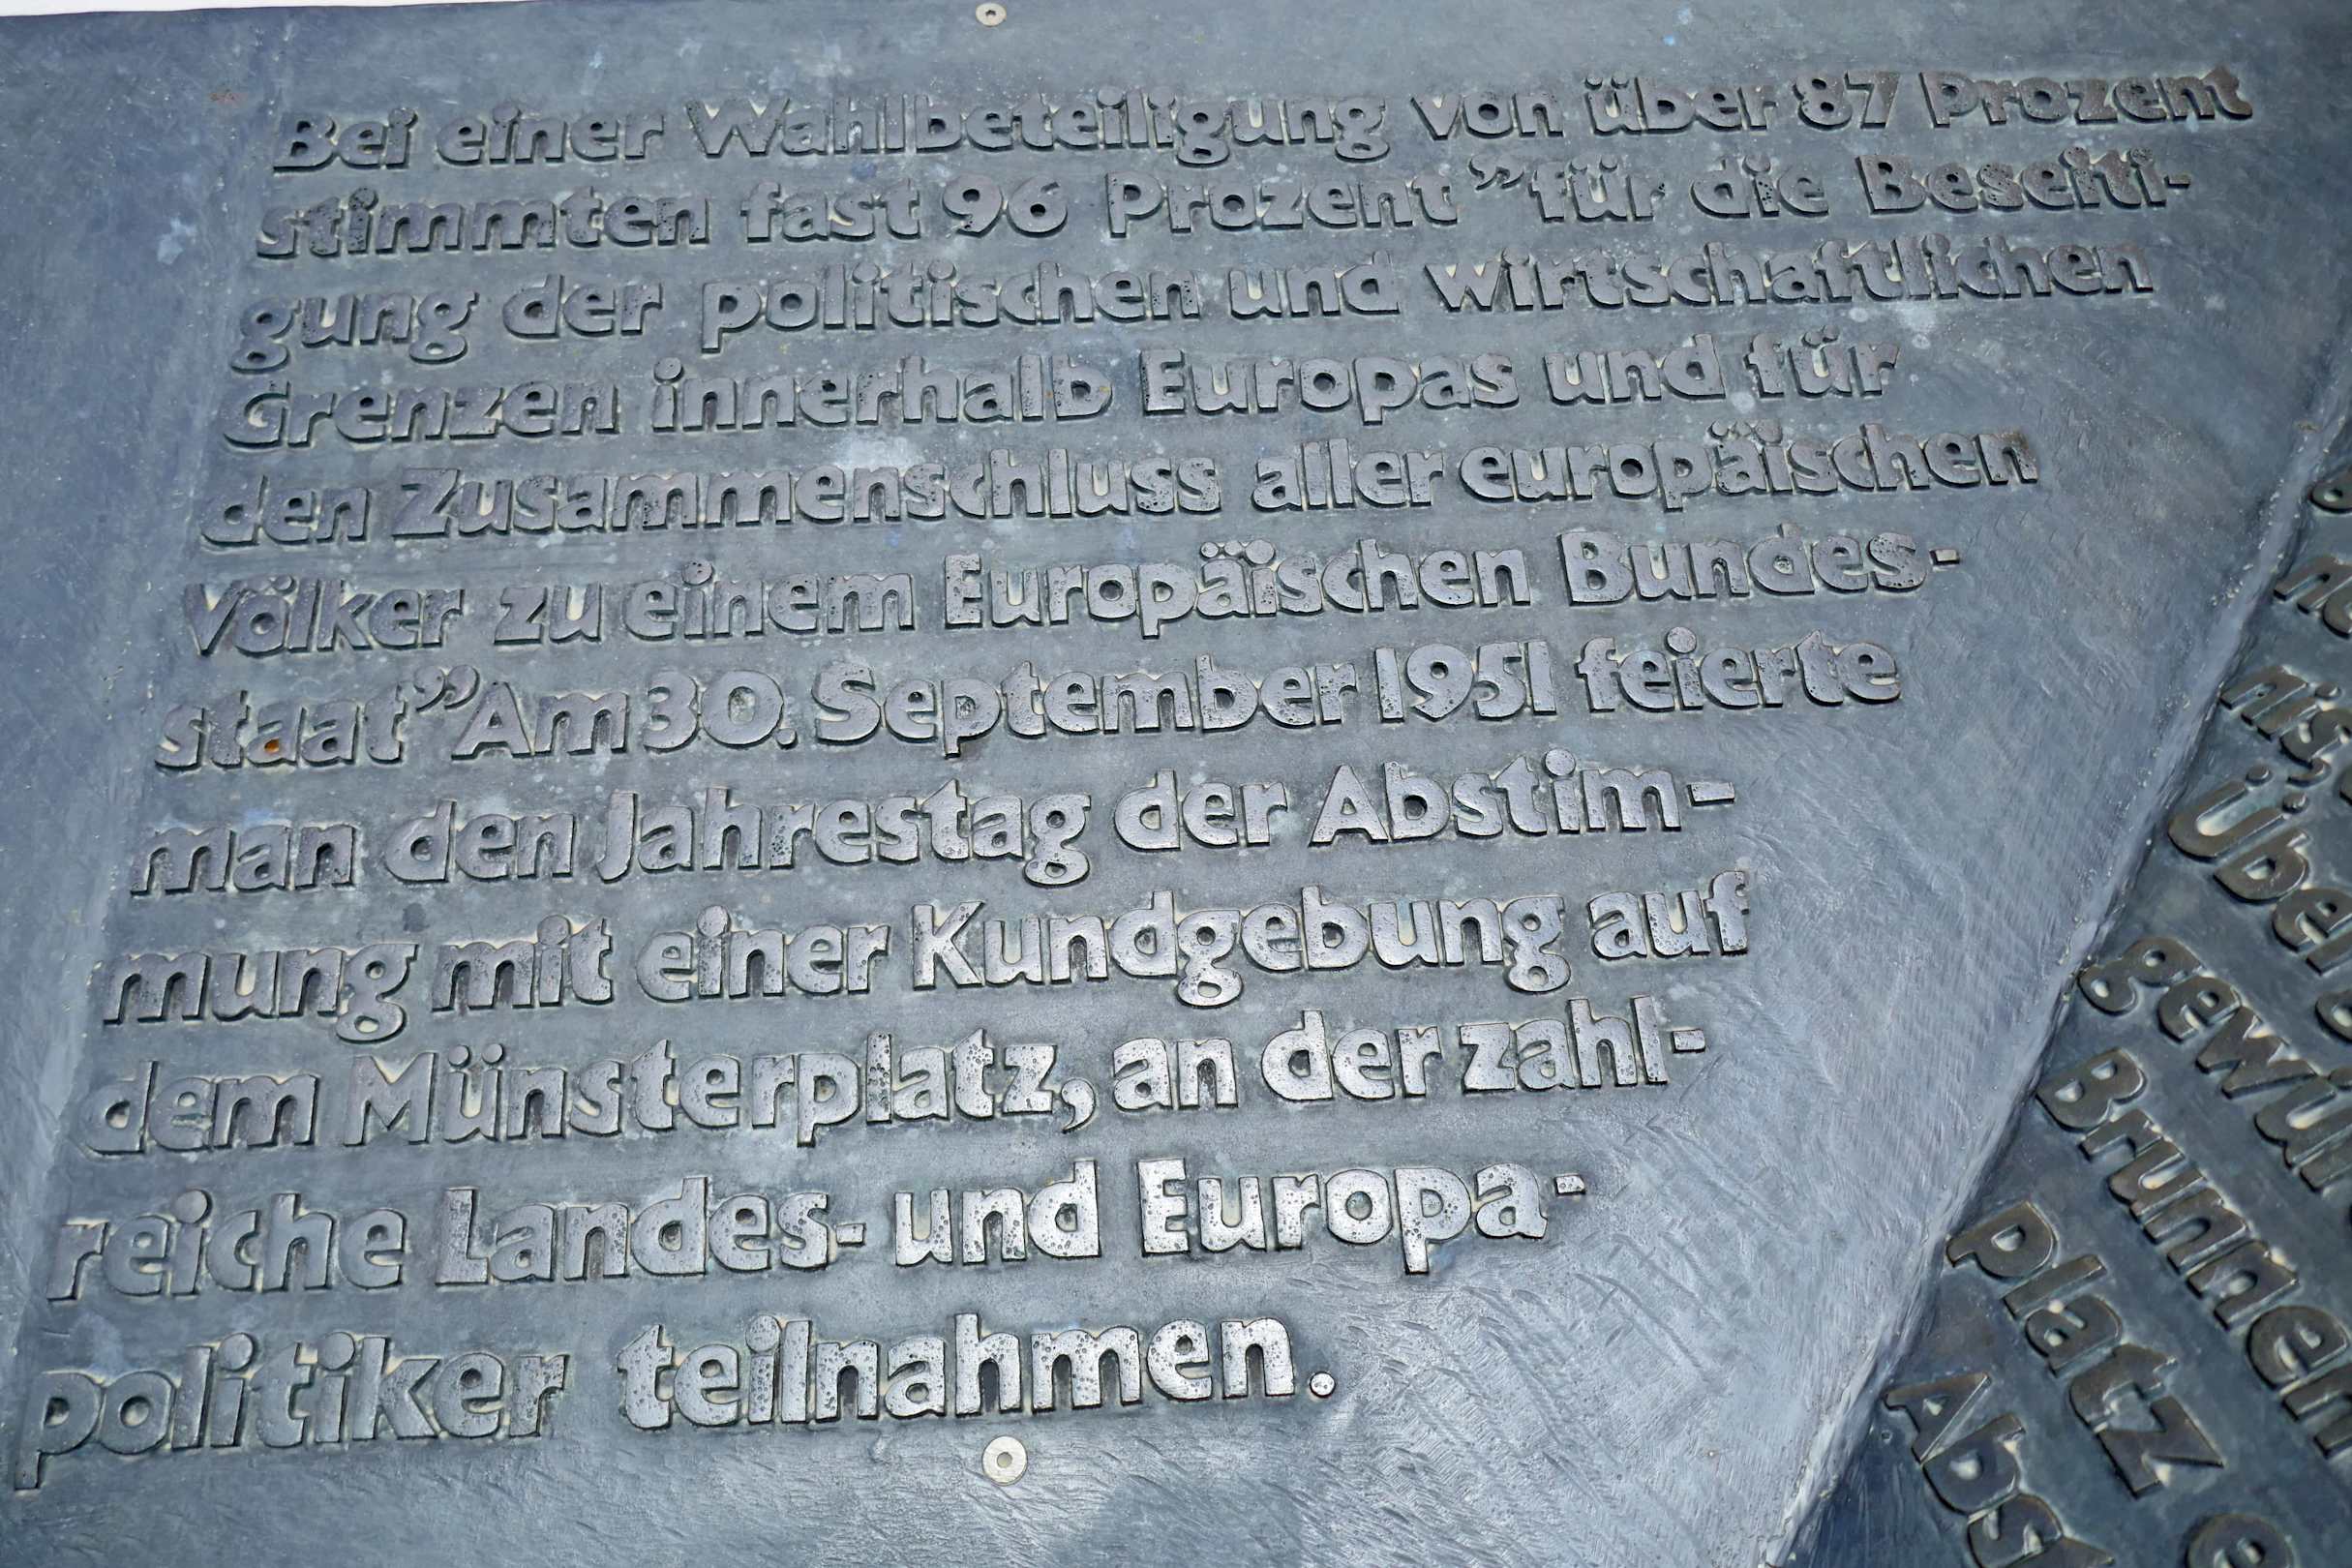 Bei einer Wahlbeteiligung von über 87 Prozent
stimmten fast 96 Prozent ”für die Beseiti-
gung der politischen und wirtschaftlichen
Grenzen innerhalb Europas und für
den Zusammenschluss aller europäischen
Völker zu einem Europäischen Bundes-
staat” Am 30. September 1951 feierte
man den Jahrestag der Abstim-
mung mit einer Kundgebung auf
dem Münsterplatz, an der zahl-
reiche Landes- und Europa-
politiker teilnahmen.
Brunnen
platz